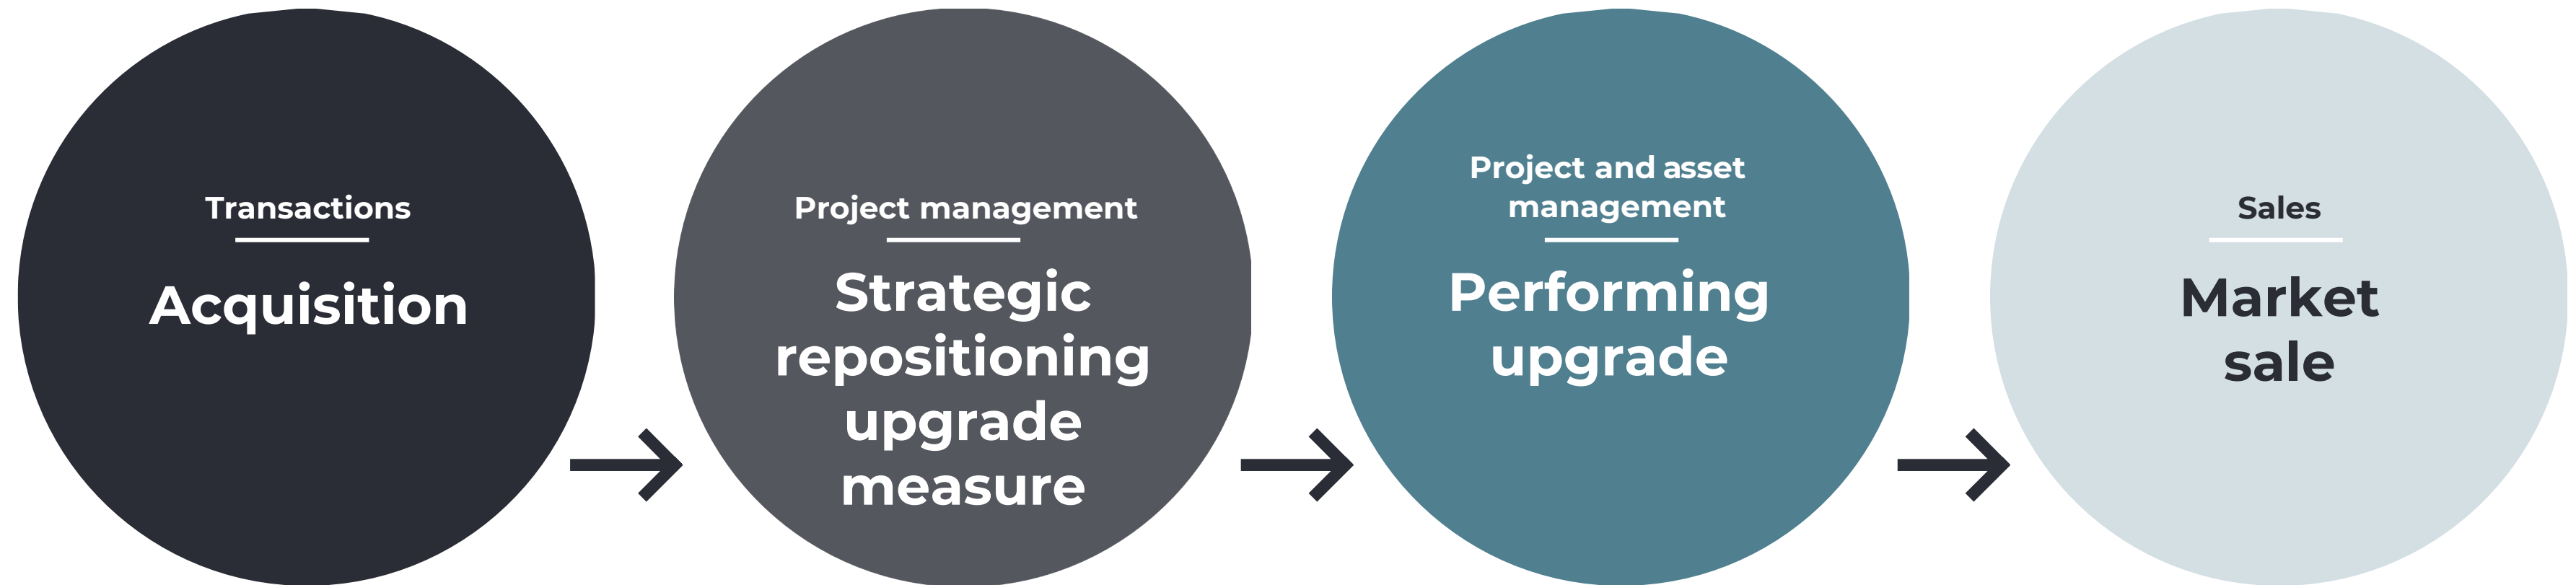 Transactions
Acquisition
Project management
Strategic
repositioning
upgrade
measure
Project and asset
management
Performing
upgrade
Sales
Market
sale